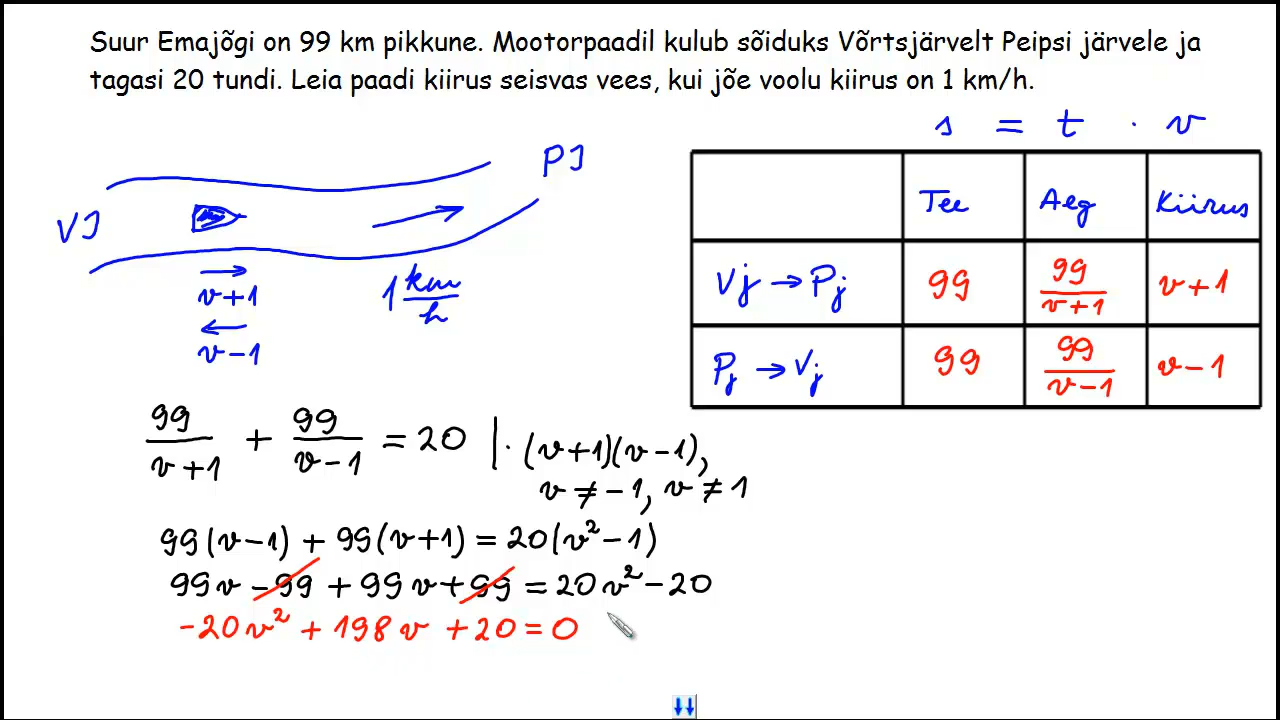 Suur Emajõgi on 99 km pikkune. Mootorpaadil kulub sõiduks Võrtsjärvelt Peipsi järvele ja
tagasi 20 tundi. Leia paadi kiirus seisvas vees, kui jõe voolu kiirus on 1 km/h.
s = t · v
PJ
VJ
1 km/h
v+1
v-1
Tee Aeg Kiirus
Vj → Pj 99 99/(v+1) v+1
Pj → Vj 99 99/(v-1) v-1
99/(v+1) + 99/(v-1) = 20 | · (v+1)(v-1),
v ≠ -1, v ≠ 1
99(v-1) + 99(v+1) = 20(v²-1)
99v - 99 + 99v + 99 = 20v² - 20
-20v² + 198v + 20 = 0